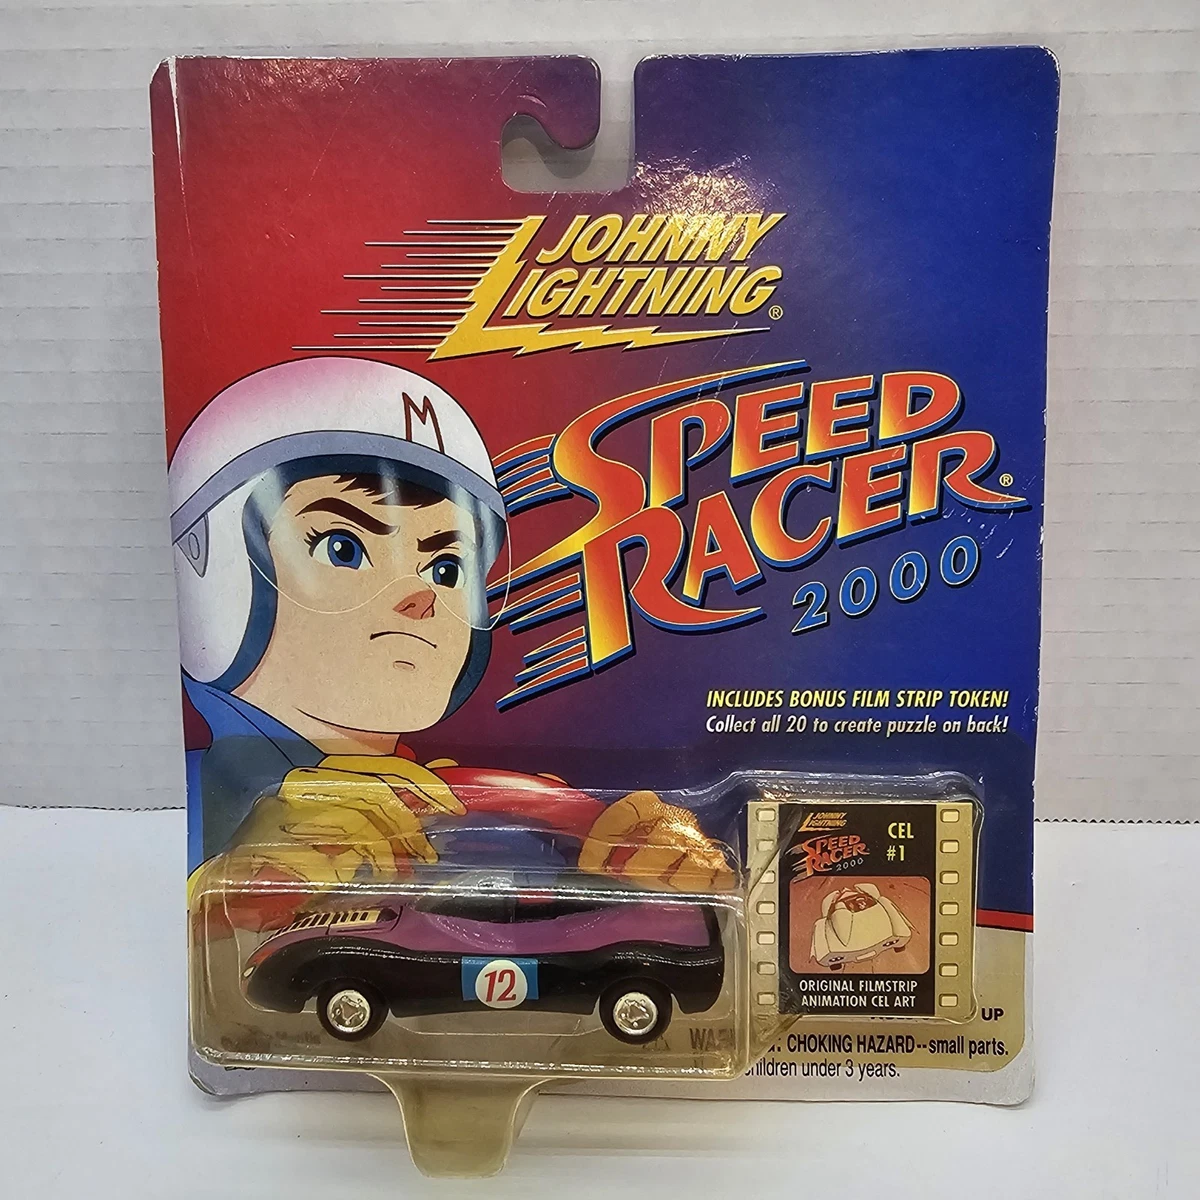 JOHNNY
LIGHTNING®
M
SPEED
RACER®
2000
INCLUDES BONUS FILM STRIP TOKEN!
Collect all 20 to create puzzle on back!
JOHNNY
LIGHTNING
SPEED
RACER
2000
CEL
#1
ORIGINAL FILMSTRIP
ANIMATION CEL ART
12
UP
CHOKING HAZARD--small parts.
children under 3 years.